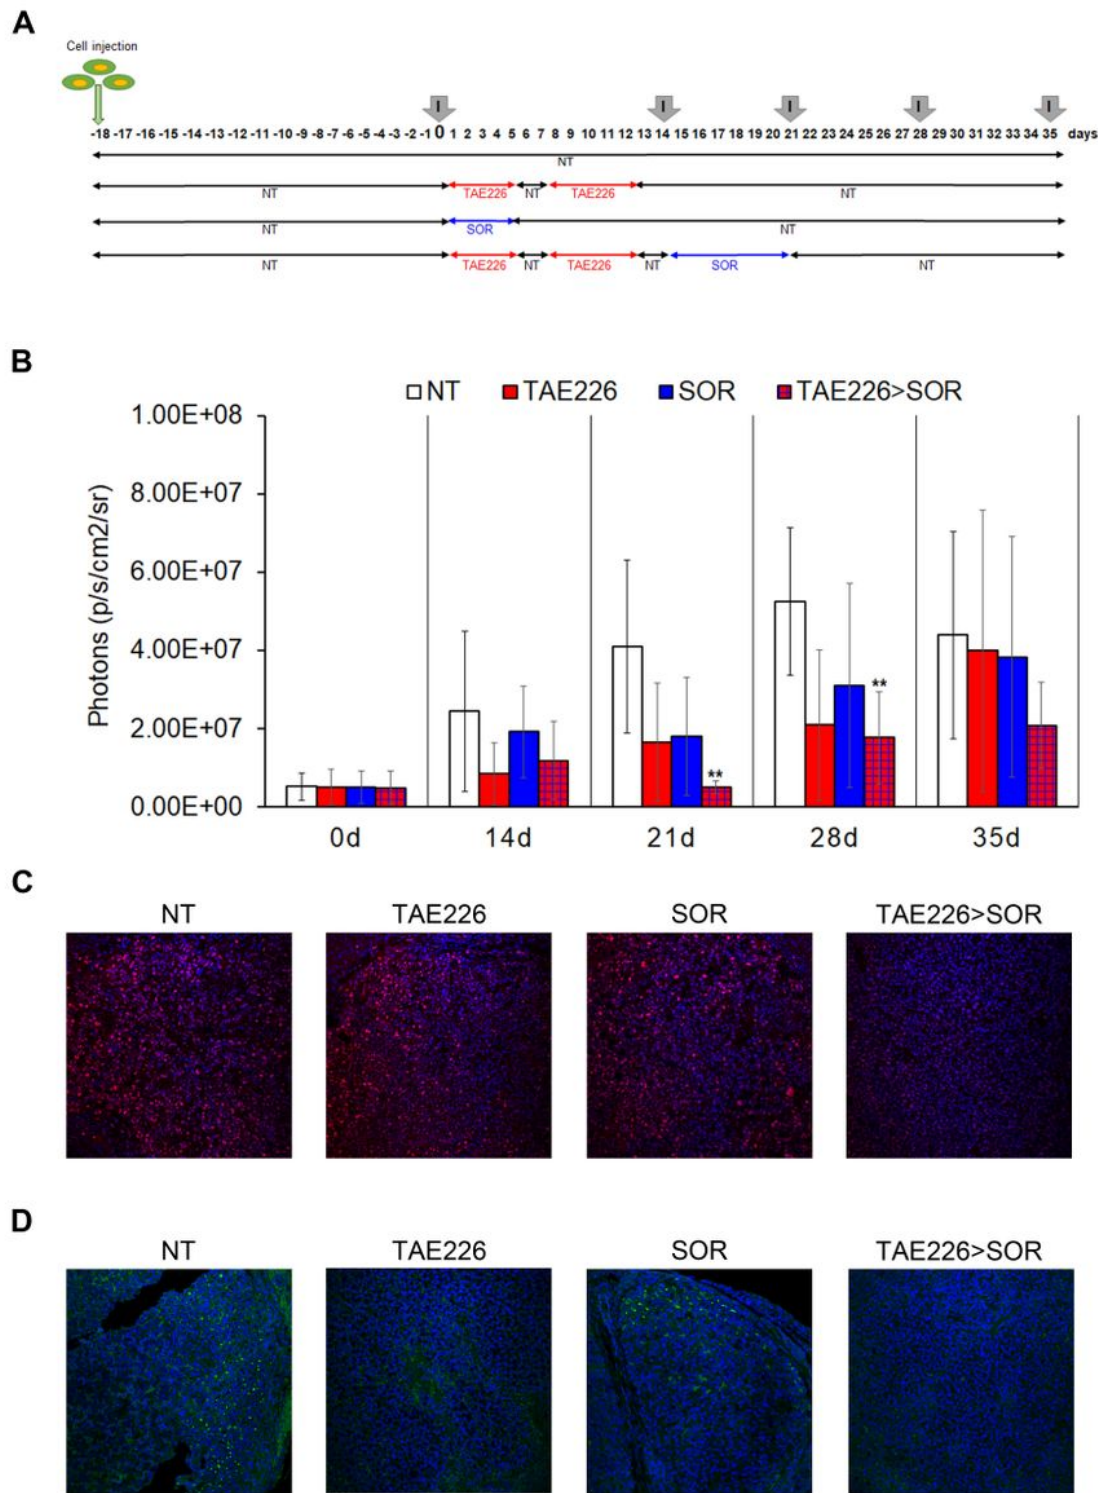 A
Cell injection
I I I I I
-18 -17 -16 -15 -14 -13 -12 -11 -10 -9 -8 -7 -6 -5 -4 -3 -2 -1 0 1 2 3 4 5 6 7 8 9 10 11 12 13 14 15 16 17 18 19 20 21 22 23 24 25 26 27 28 29 30 31 32 33 34 35 days
NT
NT TAE226 NT TAE226 NT
NT SOR NT
NT TAE226 NT TAE226 NT SOR NT
B
NT TAE226 SOR TAE226>SOR
Photons (p/s/cm2/sr)
1.00E+08
8.00E+07
6.00E+07
4.00E+07
**
2.00E+07
**
0.00E+00
0d 14d 21d 28d 35d
C
NT TAE226 SOR TAE226>SOR
D
NT TAE226 SOR TAE226>SOR